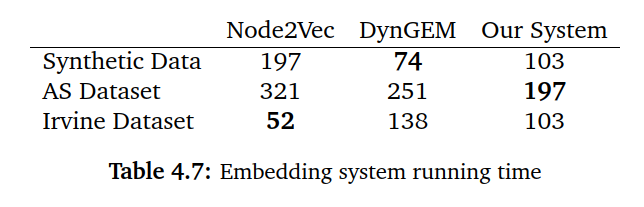 Node2Vec DynGEM Our System
Synthetic Data 197 74 103
AS Dataset 321 251 197
Irvine Dataset 52 138 103
Table 4.7: Embedding system running time